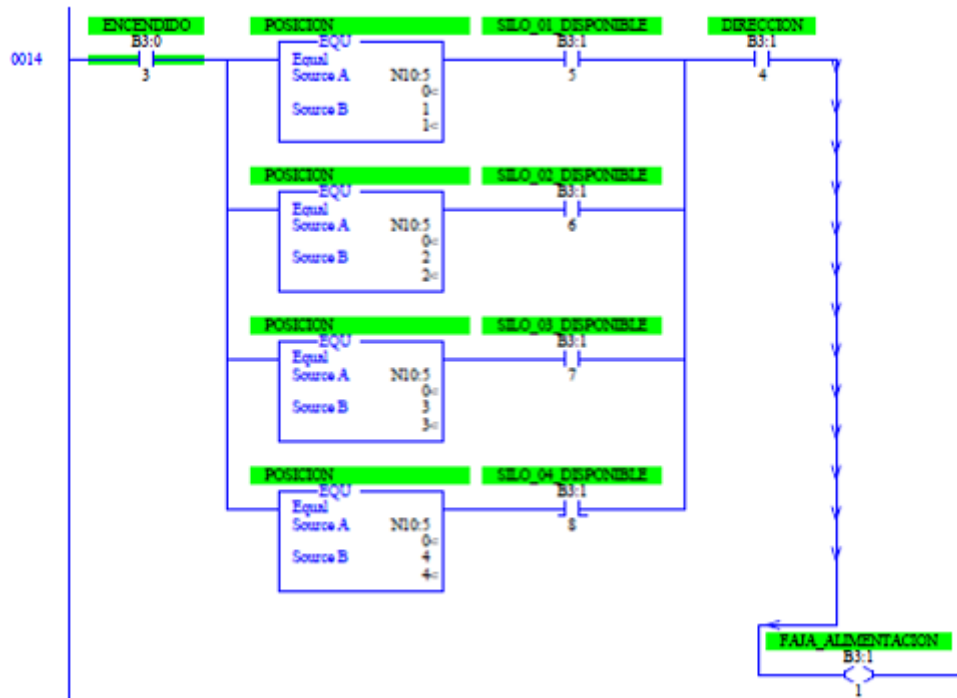 ENCENDIDO
B3:0
3
0014
POSICION
EQU
Equal
Source A N10:5
0<
Source B 1
1<
SILO_01_DISPONIBLE
B3:1
5
DIRECCION
B3:1
4
POSICION
EQU
Equal
Source A N10:5
0<
Source B 2
2<
SILO_02_DISPONIBLE
B3:1
6
POSICION
EQU
Equal
Source A N10:5
0<
Source B 3
3<
SILO_03_DISPONIBLE
B3:1
7
POSICION
EQU
Equal
Source A N10:5
0<
Source B 4
4<
SILO_04_DISPONIBLE
B3:1
8
FAJA_ALIMENTACION
B3:1
1